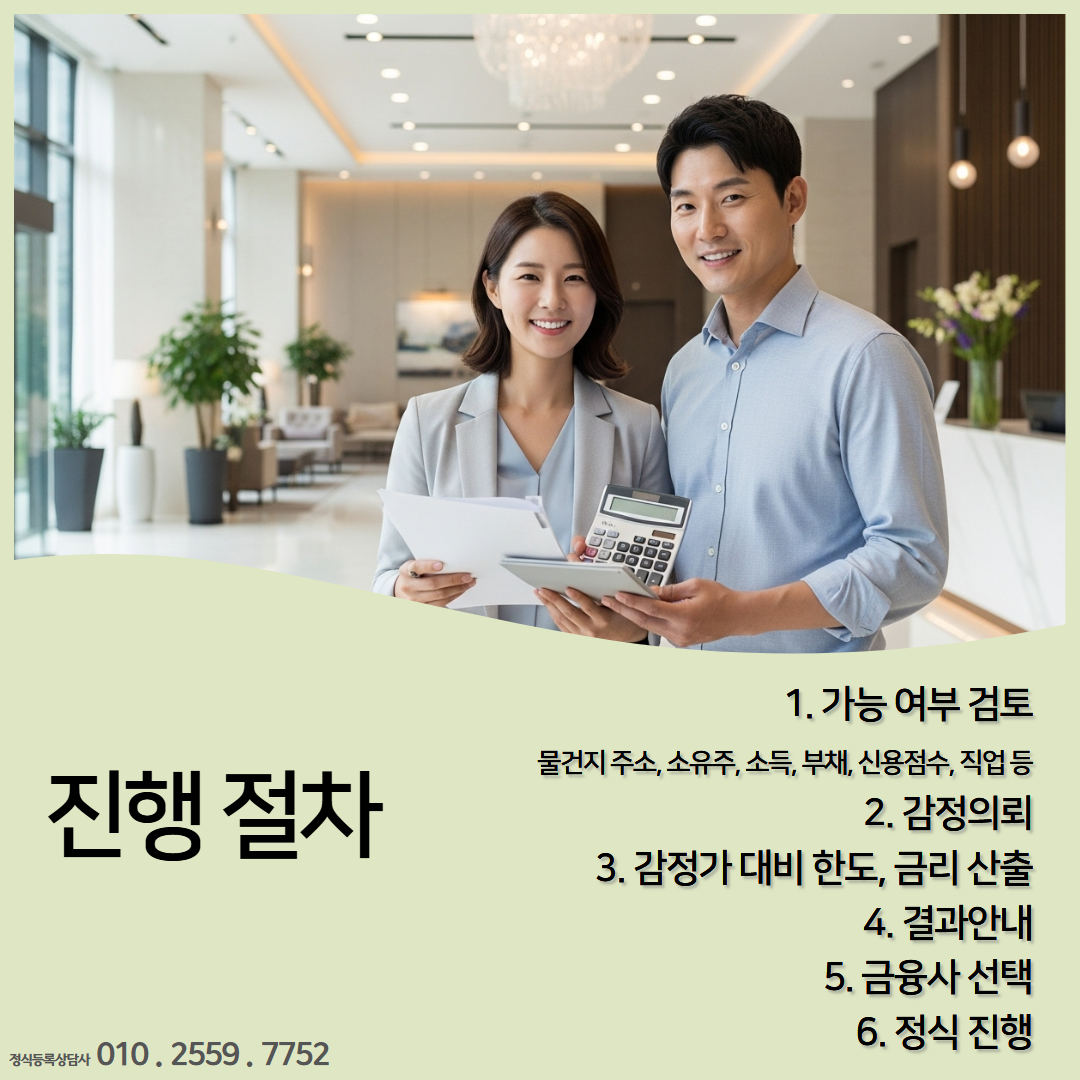 진행 절차
1. 가능 여부 검토
물건지 주소, 소유주, 소득, 부채, 신용점수, 직업 등
2. 감정의뢰
3. 감정가 대비 한도, 금리 산출
4. 결과안내
5. 금융사 선택
6. 정식 진행
정식등록상담사 010 . 2559 . 7752